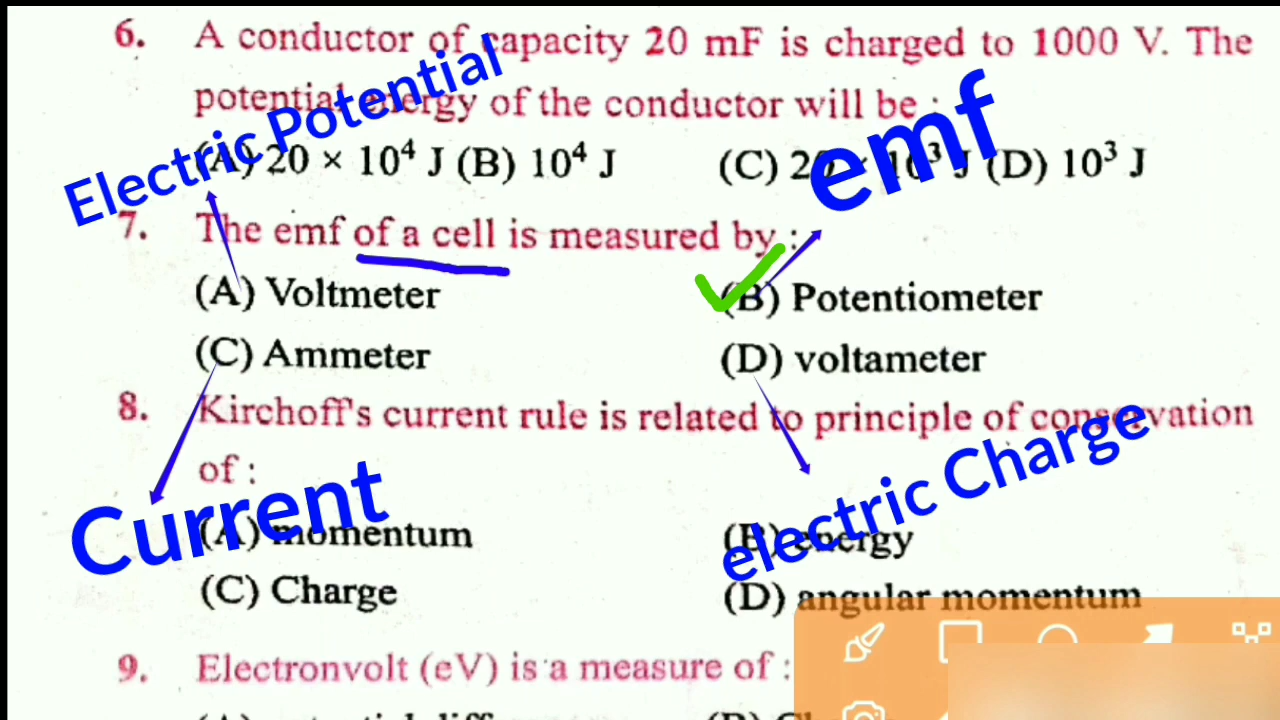 6. A conductor of capacity 20 mF is charged to 1000 V. The
potential energy of the conductor will be :
Electric Potential
emf
(A) 20 × 10⁴ J (B) 10⁴ J (C) 20 × 10³ J (D) 10³ J
7. The emf of a cell is measured by :
(A) Voltmeter (B) Potentiometer
(C) Ammeter (D) voltameter
8. Kirchoff's current rule is related to principle of conservation
of :
Current
electric Charge
(A) momentum (B) energy
(C) Charge (D) angular momentum
9. Electronvolt (eV) is a measure of :